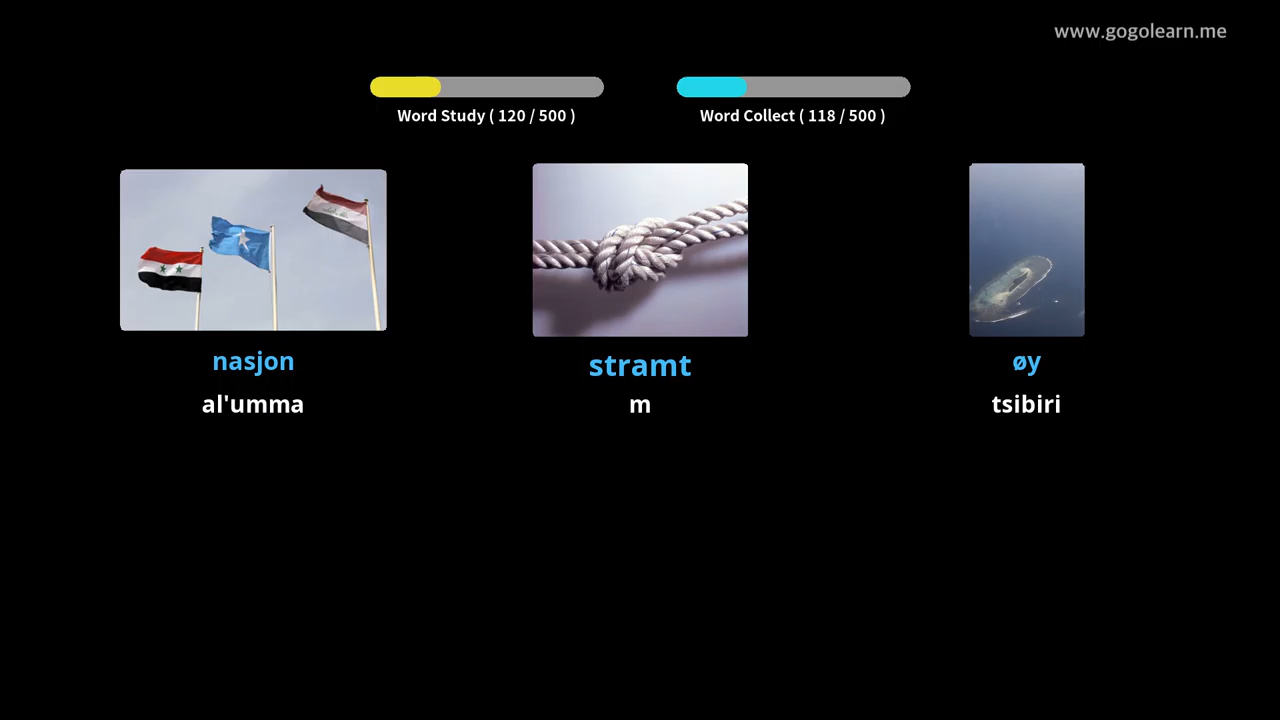 www.gogolearn.me
Word Study ( 120 / 500 )
Word Collect ( 118 / 500 )
nasjon
stramt
øy
al'umma
m
tsibiri